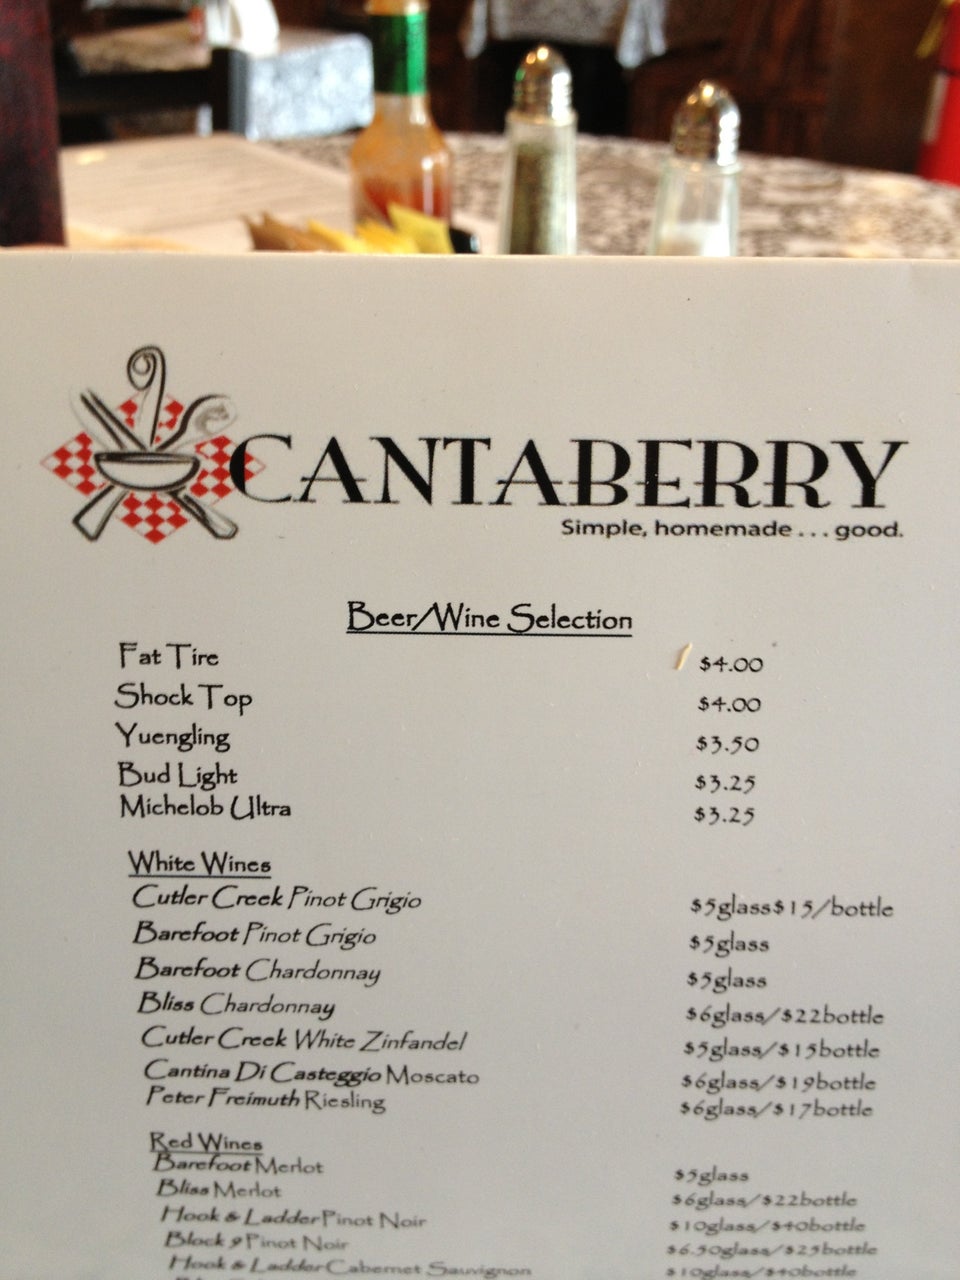 CANTABERRY
Simple, homemade . . . good.
Beer/Wine Selection
Fat Tire $4.00
Shock Top $4.00
Yuengling $3.50
Bud Light $3.25
Michelob Ultra $3.25
White Wines
Cutler Creek Pinot Grigio $5glass$15/bottle
Barefoot Pinot Grigio $5glass
Barefoot Chardonnay $5glass
Bliss Chardonnay $6glass/$22bottle
Cutler Creek White Zinfandel $5glass/$15bottle
Cantina Di Casteggio Moscato $6glass/$19bottle
Peter Freimuth Riesling $6glass/$17bottle
Red Wines
Barefoot Merlot $5glass
Bliss Merlot $6glass/$22bottle
Hook & Ladder Pinot Noir $10glass/$40bottle
Block 9 Pinot Noir $6.50glass/$25bottle
Hook & Ladder Cabernet Sauvignon $10glass/$40bottle